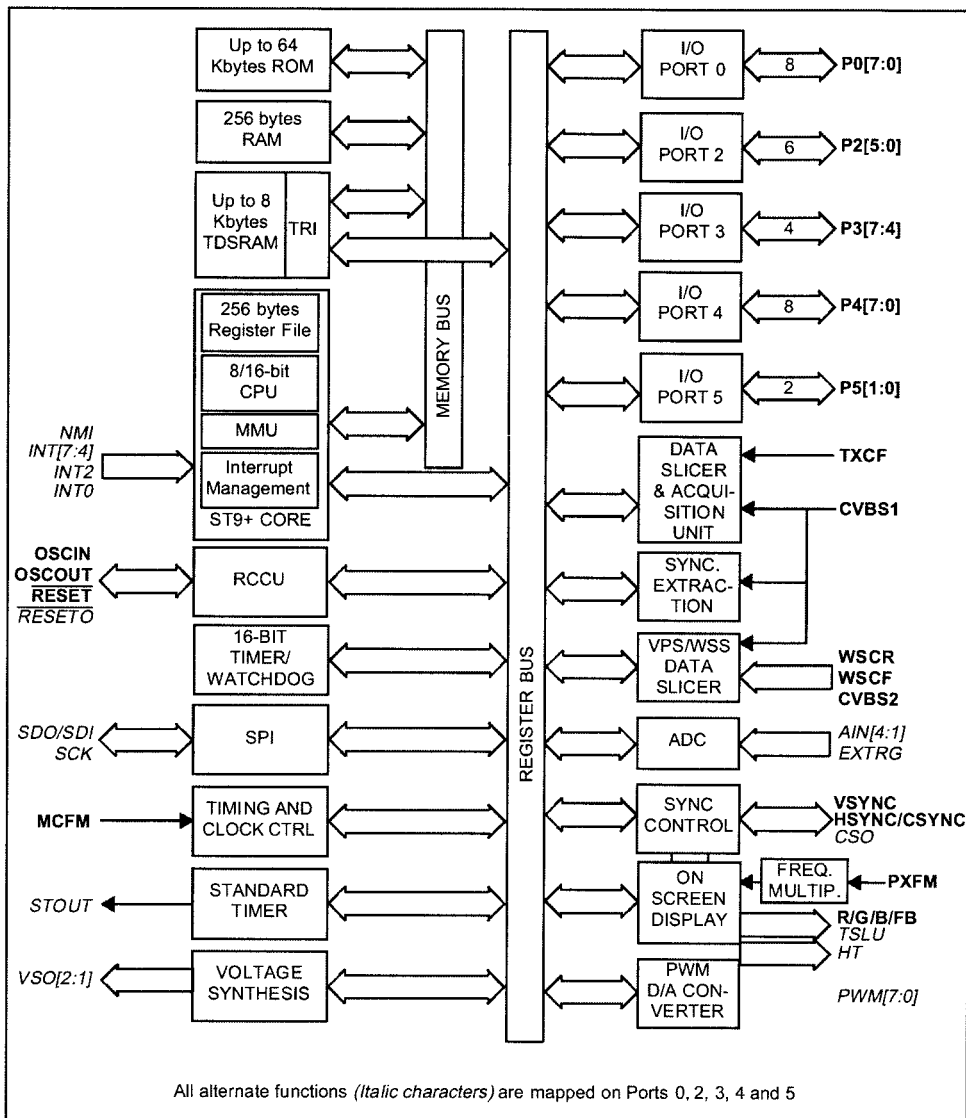 Up to 64
Kbytes ROM
256 bytes
RAM
Up to 8
Kbytes
TDSRAM
TRI
256 bytes
Register File
8/16-bit
CPU
MMU
Interrupt
Management
ST9+ CORE
NMI
INT[7:4]
INT2
INT0
OSCIN
OSCOUT
RESET
RESETO
RCCU
16-BIT
TIMER/
WATCHDOG
SDO/SDI
SCK
SPI
MCFM
TIMING AND
CLOCK CTRL
STOUT
STANDARD
TIMER
VSO[2:1]
VOLTAGE
SYNTHESIS
MEMORY BUS
REGISTER BUS
I/O
PORT 0
8
P0[7:0]
I/O
PORT 2
6
P2[5:0]
I/O
PORT 3
4
P3[7:4]
I/O
PORT 4
8
P4[7:0]
I/O
PORT 5
2
P5[1:0]
DATA
SLICER
& ACQUI-
SITION
UNIT
TXCF
CVBS1
SYNC.
EXTRAC-
TION
VPS/WSS
DATA
SLICER
WSCR
WSCF
CVBS2
ADC
AIN[4:1]
EXTRG
SYNC
CONTROL
VSYNC
HSYNC/CSYNC
CSO
ON
SCREEN
DISPLAY
FREQ.
MULTIP.
PXFM
R/G/B/FB
TSLU
HT
PWM
D/A CON-
VERTER
PWM[7:0]
All alternate functions (Italic characters) are mapped on Ports 0, 2, 3, 4 and 5